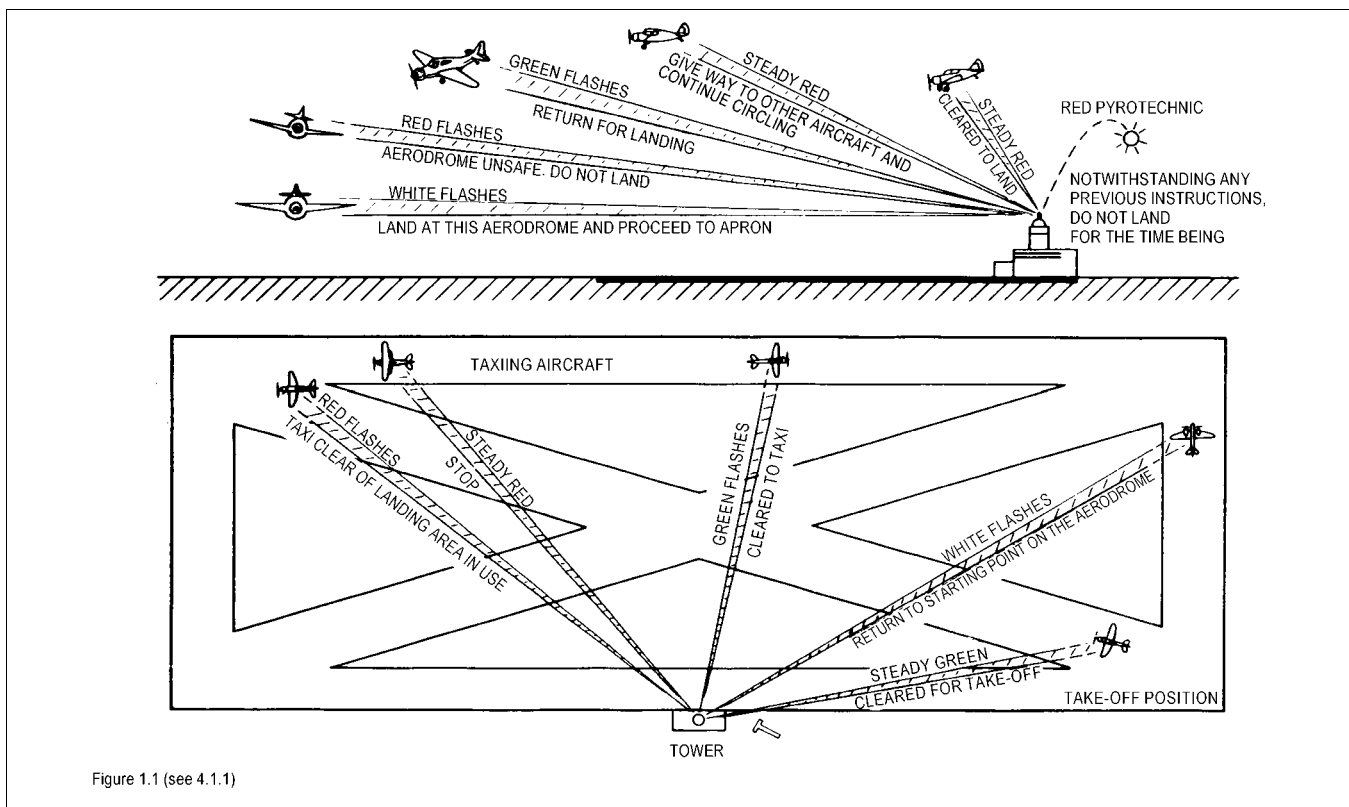 STEADY RED
GIVE WAY TO OTHER AIRCRAFT AND
CONTINUE CIRCLING
GREEN FLASHES
RETURN FOR LANDING
STEADY RED
CLEARED TO LAND
RED PYROTECHNIC
RED FLASHES
AERODROME UNSAFE. DO NOT LAND
WHITE FLASHES
LAND AT THIS AERODROME AND PROCEED TO APRON
NOTWITHSTANDING ANY
PREVIOUS INSTRUCTIONS,
DO NOT LAND
FOR THE TIME BEING
TAXIING AIRCRAFT
RED FLASHES
TAXI CLEAR OF LANDING AREA IN USE
STEADY RED
STOP
GREEN FLASHES
CLEARED TO TAXI
WHITE FLASHES
RETURN TO STARTING POINT ON THE AERODROME
STEADY GREEN
CLEARED FOR TAKE-OFF
TAKE-OFF POSITION
TOWER
Figure 1.1 (see 4.1.1)